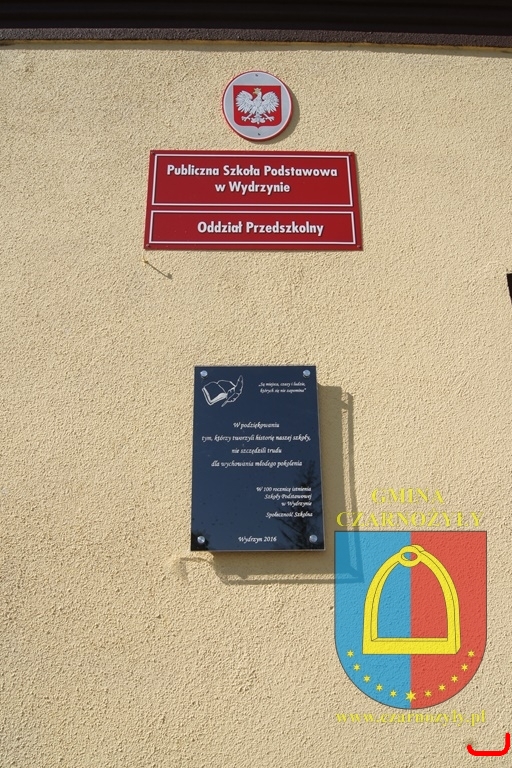 Publiczna Szkoła Podstawowa
w Wydrzynie
Oddział Przedszkolny
„Są miejsca, czasy i ludzie,
których się nie zapomina”
W podziękowaniu
tym, którzy tworzyli historię naszej szkoły,
nie szczędzili trudu
dla wychowania młodego pokolenia
W 100 rocznicę istnienia
Szkoły Podstawowej
w Wydrzynie
Społeczność Szkolna
Wydrzyn 2016
GMINA
CZARNOŻYŁY
www.czarnozyly.pl